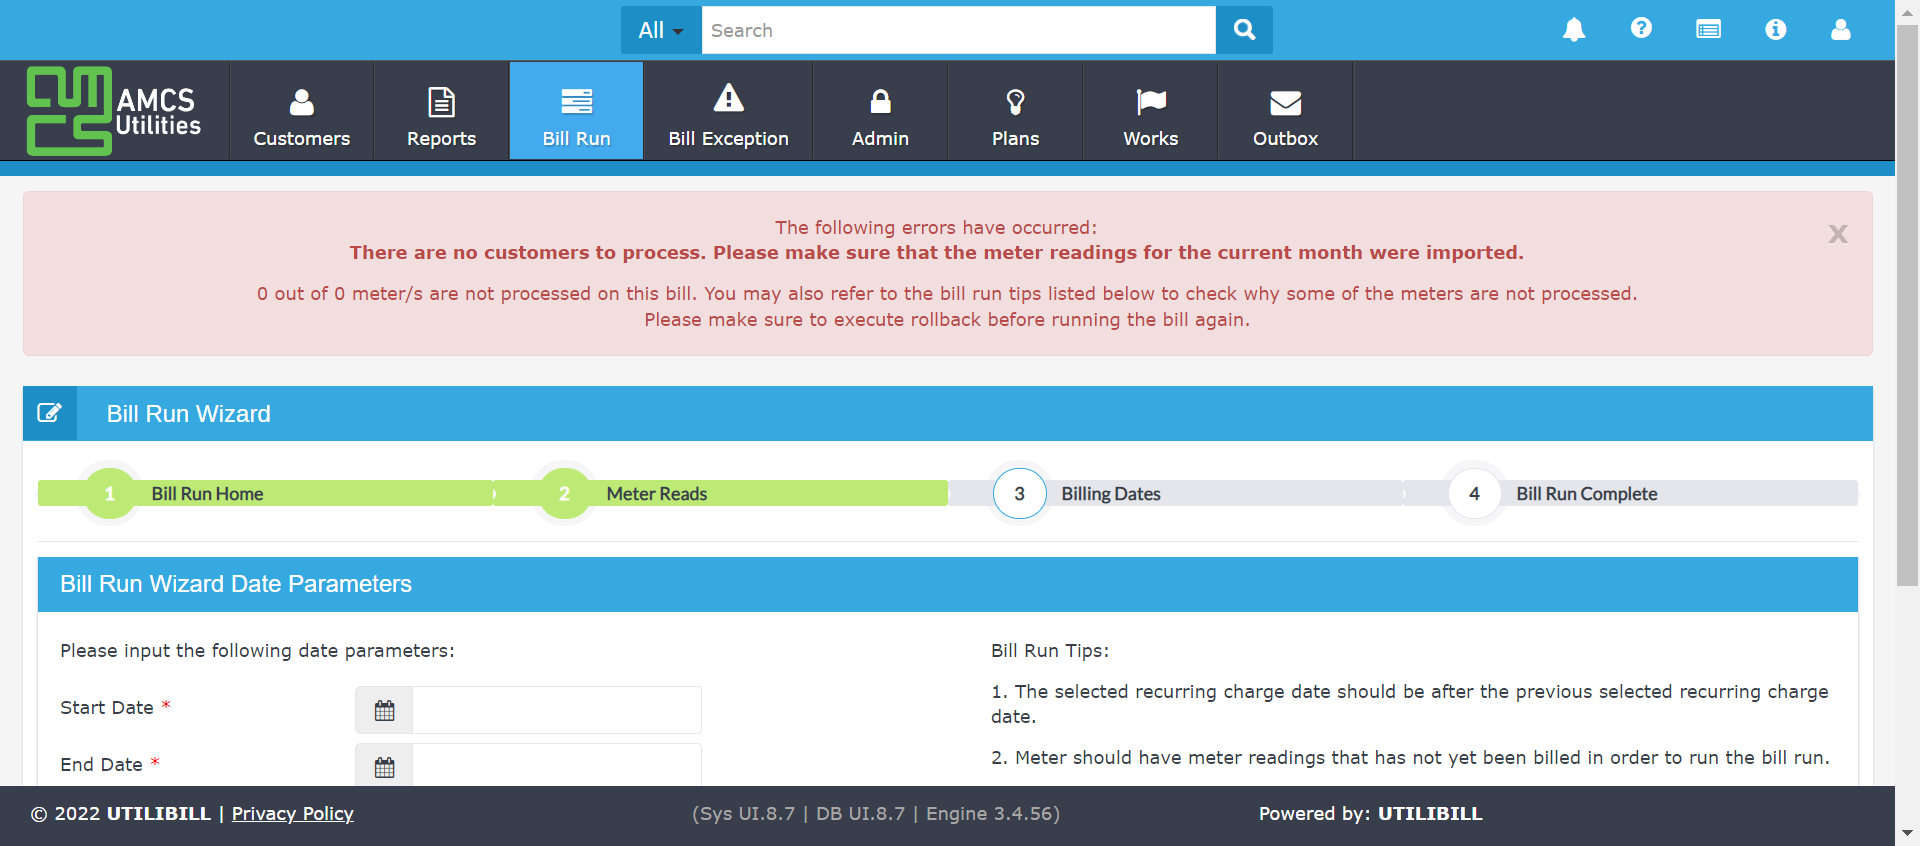 All
Search
AMCS
Utilities
Customers
Reports
Bill Run
Bill Exception
Admin
Plans
Works
Outbox
The following errors have occurred:
There are no customers to process. Please make sure that the meter readings for the current month were imported.
0 out of 0 meter/s are not processed on this bill. You may also refer to the bill run tips listed below to check why some of the meters are not processed.
Please make sure to execute rollback before running the bill again.
x
Bill Run Wizard
1 Bill Run Home
2 Meter Reads
3 Billing Dates
4 Bill Run Complete
Bill Run Wizard Date Parameters
Please input the following date parameters:
Start Date *
End Date *
Bill Run Tips:
1. The selected recurring charge date should be after the previous selected recurring charge
date.
2. Meter should have meter readings that has not yet been billed in order to run the bill run.
© 2022 UTILIBILL | Privacy Policy
(Sys UI.8.7 | DB UI.8.7 | Engine 3.4.56)
Powered by: UTILIBILL